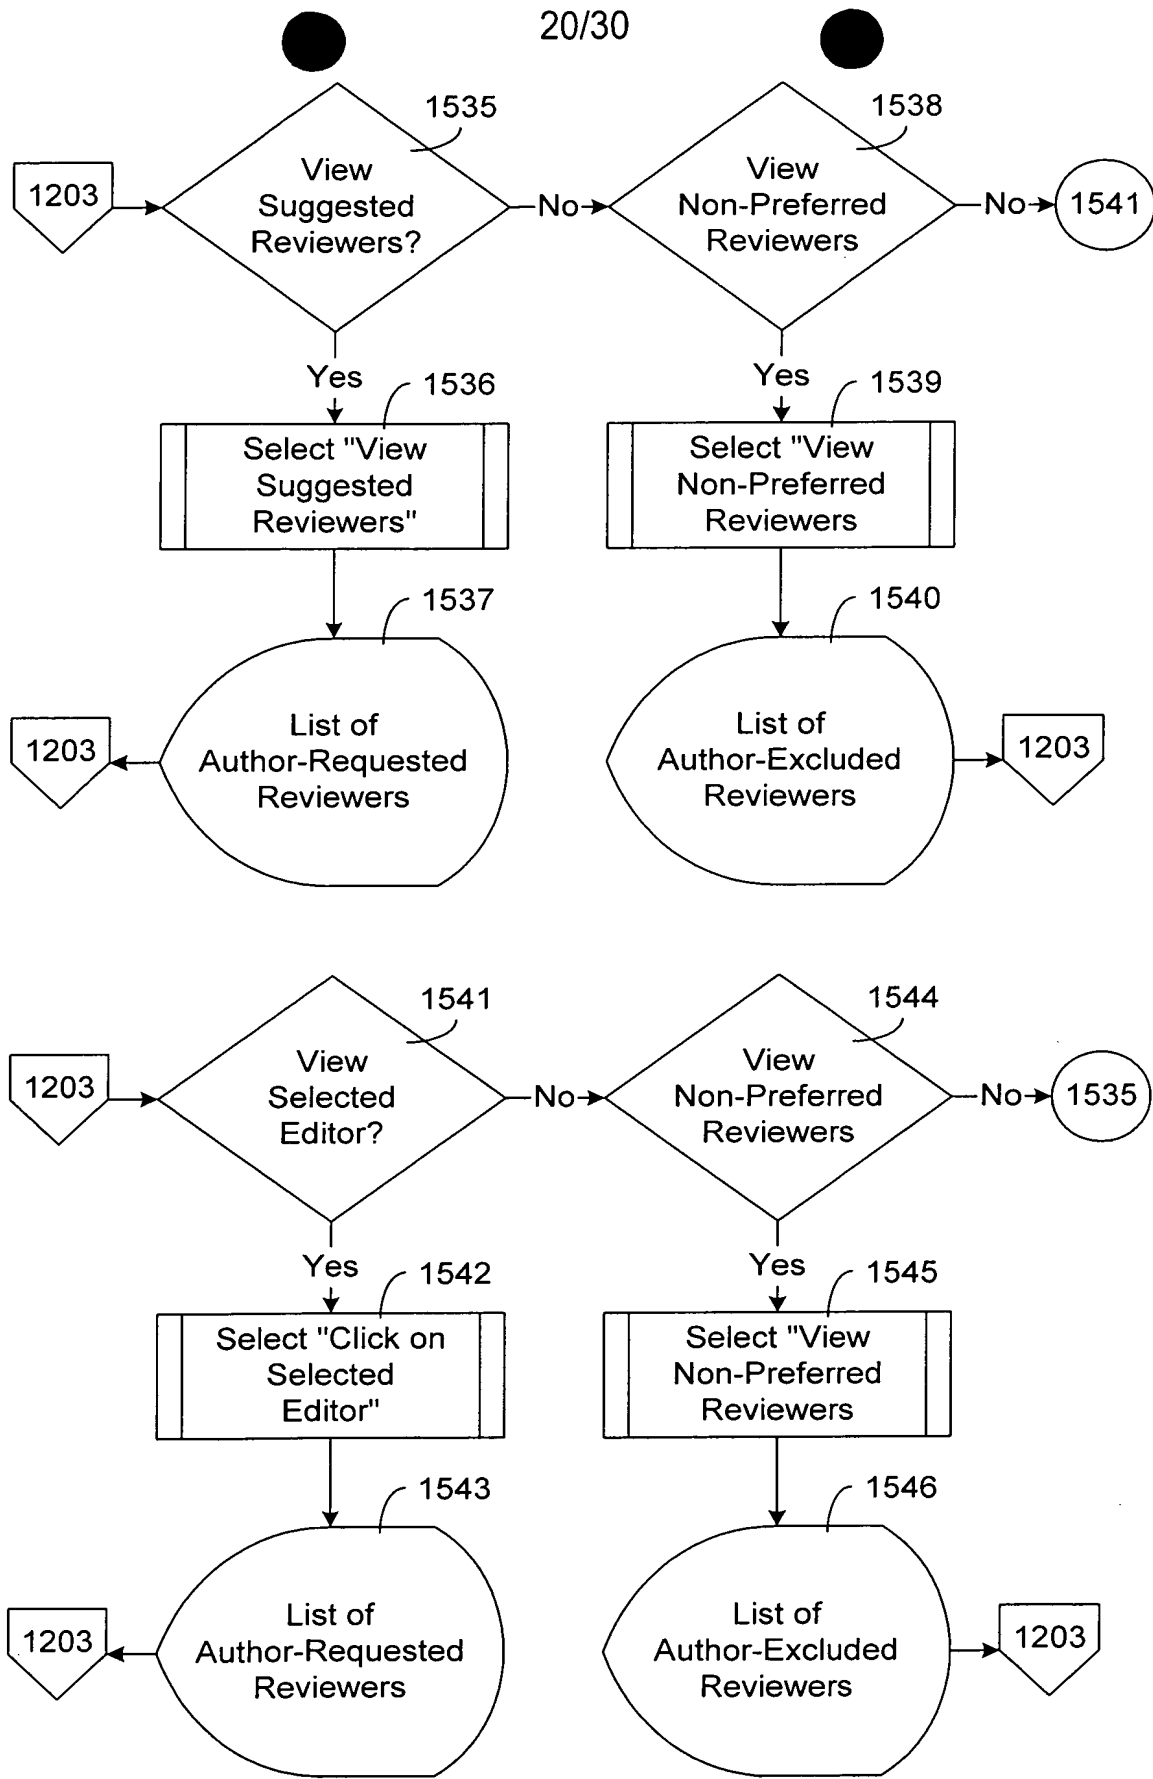 20/30
1535
1538
1203
View
Suggested
Reviewers?
No
View
Non-Preferred
Reviewers
No
1541
Yes
1536
Yes
1539
Select "View
Suggested
Reviewers"
Select "View
Non-Preferred
Reviewers
1537
1540
1203
List of
Author-Requested
Reviewers
List of
Author-Excluded
Reviewers
1203
1541
1544
1203
View
Selected
Editor?
No
View
Non-Preferred
Reviewers
No
1535
Yes
1542
Yes
1545
Select "Click on
Selected
Editor"
Select "View
Non-Preferred
Reviewers
1543
1546
1203
List of
Author-Requested
Reviewers
List of
Author-Excluded
Reviewers
1203